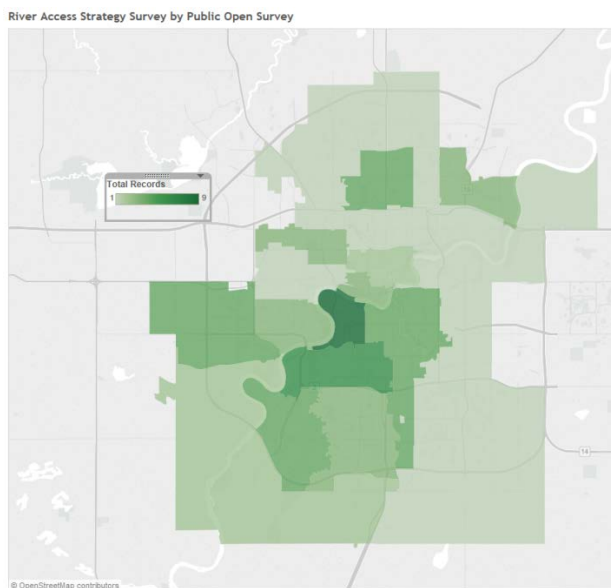 River Access Strategy Survey by Public Open Survey
Total Records
1 9
14
© OpenStreetMap contributors